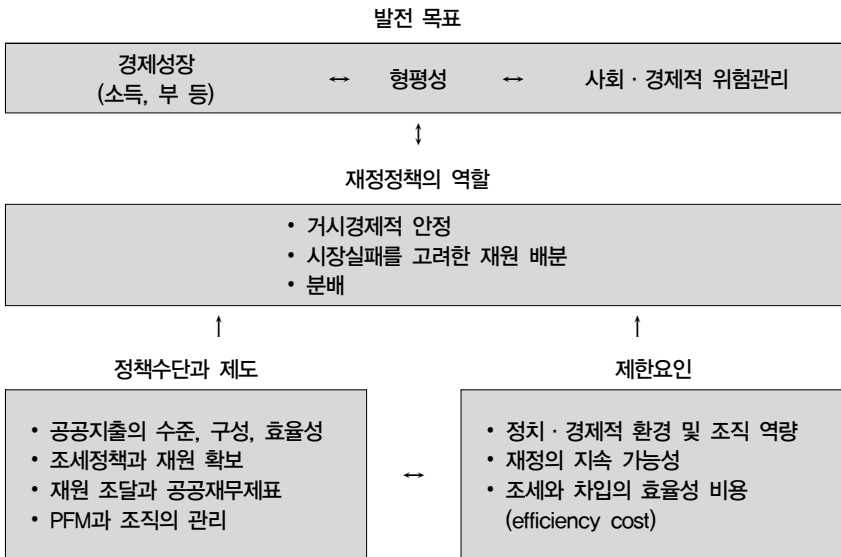 발전 목표
경제성장
(소득, 부 등)
↔ 형평성 ↔ 사회 · 경제적 위험관리
↕
재정정책의 역할
• 거시경제적 안정
• 시장실패를 고려한 재원 배분
• 분배
↑ ↑
정책수단과 제도
• 공공지출의 수준, 구성, 효율성
• 조세정책과 재원 확보
• 재원 조달과 공공재무제표
• PFM과 조직의 관리
↔
제한요인
• 정치 · 경제적 환경 및 조직 역량
• 재정의 지속 가능성
• 조세와 차입의 효율성 비용
(efficiency cost)